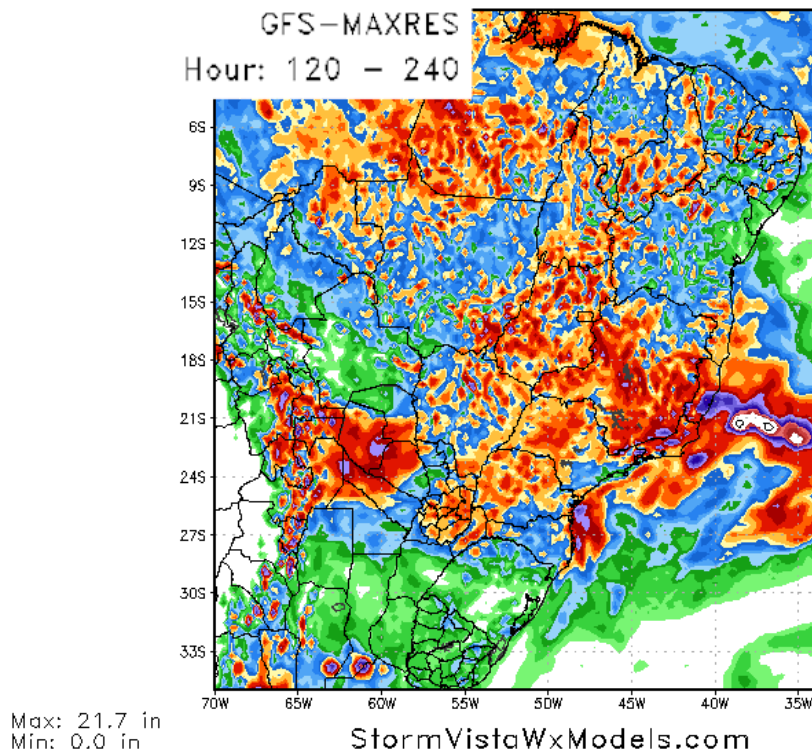 GFS-MAXRES
Hour: 120 - 240
6S
9S
12S
15S
18S
21S
24S
27S
30S
33S
70W 65W 60W 55W 50W 45W 40W 35W
Max: 21.7 in
Min: 0.0 in
StormVistaWxModels.com